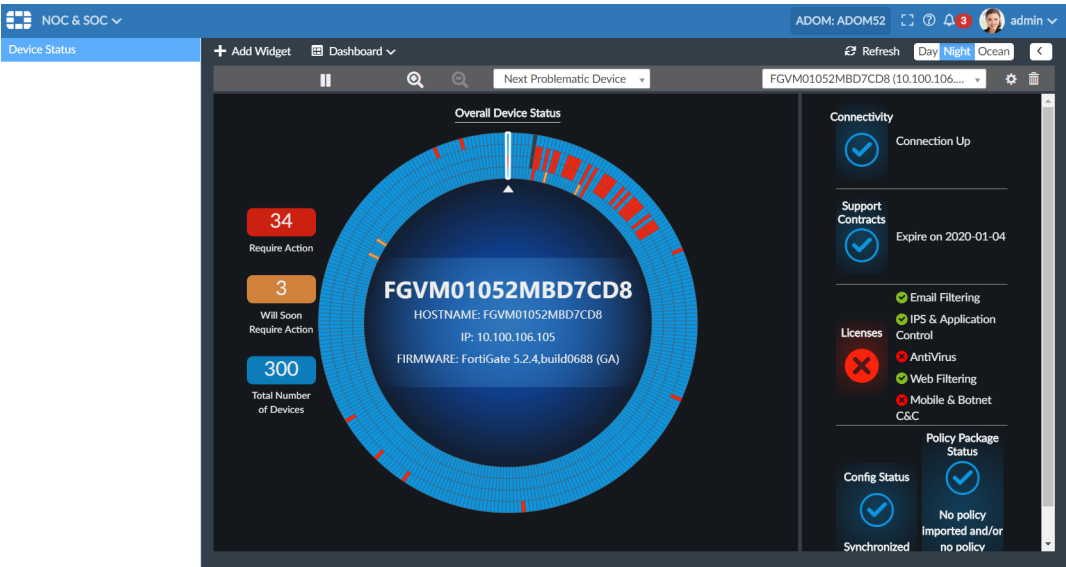 NOC & SOC
ADOM: ADOM52
3
admin
Device Status
Add Widget
Dashboard
Refresh
Day Night Ocean
Next Problematic Device
FGVM01052MBD7CD8 (10.100.106....
Overall Device Status
34
Require Action
3
Will Soon
Require Action
300
Total Number
of Devices
FGVM01052MBD7CD8
HOSTNAME: FGVM01052MBD7CD8
IP: 10.100.106.105
FIRMWARE: FortiGate 5.2.4,build0688 (GA)
Connectivity
Connection Up
Support
Contracts
Expire on 2020-01-04
Licenses
Email Filtering
IPS & Application
Control
AntiVirus
Web Filtering
Mobile & Botnet
C&C
Config Status
Synchronized
Policy Package
Status
No policy
imported and/or
no policy